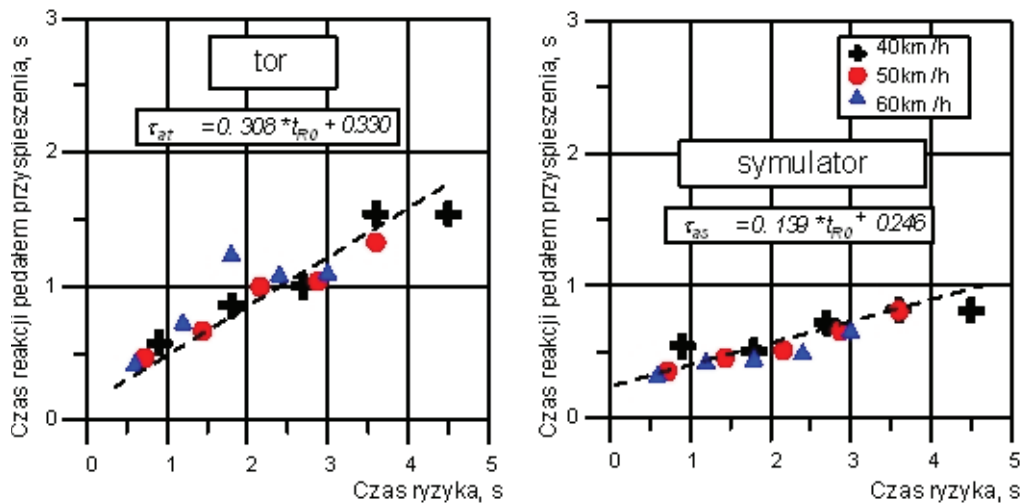 Czas reakcji pedałem przyspieszenia, s
3
2
1
0
tor
τat =0.308*tR0 + 0.330
0 1 2 3 4 5
Czas ryzyka, s
Czas reakcji pedałem przyspieszenia, s
3
2
1
0
40km/h
50km/h
60km/h
symulator
τas =0.139*tR0 + 0.246
0 1 2 3 4 5
Czas ryzyka, s